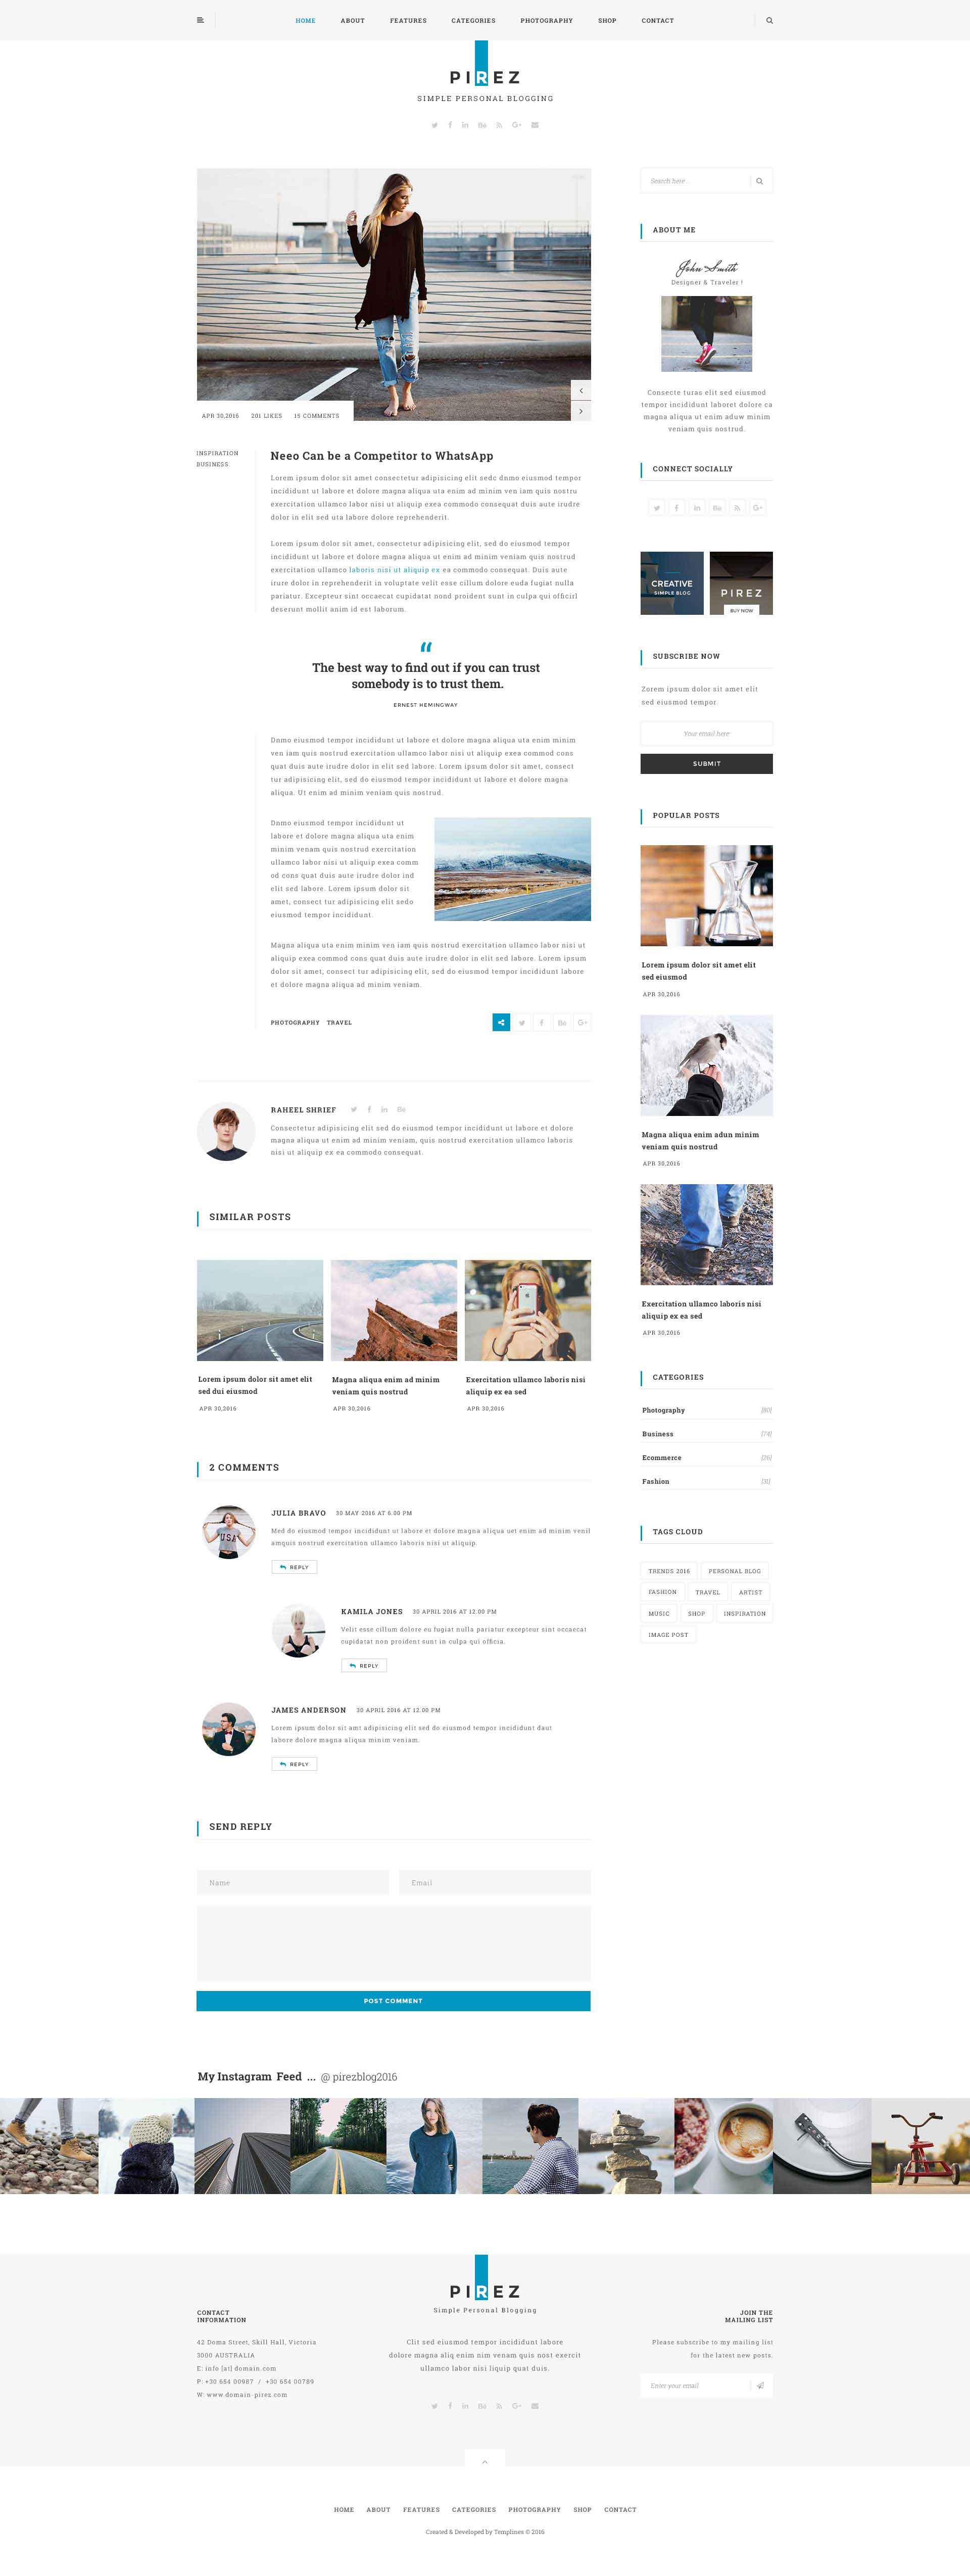 HOME ABOUT FEATURES CATEGORIES PHOTOGRAPHY SHOP CONTACT
PIREZ
SIMPLE PERSONAL BLOGGING
APR 30,2016 201 LIKES 15 COMMENTS
INSPIRATION
BUSINESS
Neeo Can be a Competitor to WhatsApp
Lorem ipsum dolor sit amet consectetur adipisicing elit sedc dnmo eiusmod tempor
incididunt ut labore et dolore magna aliqua uta enim ad minim ven iam quis nostru
exercitation ullamco labor nisi ut aliquip exea commodo consequat duis aute irudre
dolor in elit sed uta labore dolore reprehenderit.
Lorem ipsum dolor sit amet, consectetur adipisicing elit, sed do eiusmod tempor
incididunt ut labore et dolore magna aliqua ut enim ad minim veniam quis nostrud
exercitation ullamco laboris nisi ut aliquip ex ea commodo consequat. Duis aute
irure dolor in reprehenderit in voluptate velit esse cillum dolore euda fugiat nulla
pariatur. Excepteur sint occaecat cupidatat nond proident sunt in culpa qui officirl
deserunt mollit anim id est laborum.
“
The best way to find out if you can trust
somebody is to trust them.
ERNEST HEMINGWAY
Dnmo eiusmod tempor incididunt ut labore et dolore magna aliqua uta enim minim
ven iam quis nostrud exercitation ullamco labor nisi ut aliquip exea commod cons
quat duis aute irudre dolor in elit sed labore. Lorem ipsum dolor sit amet, consect
tur adipisicing elit, sed do eiusmod tempor incididunt ut labore et dolore magna
aliqua. Ut enim ad minim veniam quis nostrud.
Dnmo eiusmod tempor incididunt ut
labore et dolore magna aliqua uta enim
minim venam quis nostrud exercitation
ullamco labor nisi ut aliquip exea comm
od cons quat duis aute irudre dolor ind
elit sed labore. Lorem ipsum dolor sit
amet, consect tur adipisicing elit sedo
eiusmod tempor incididunt.
Magna aliqua uta enim minim ven iam quis nostrud exercitation ullamco labor nisi ut
aliquip exea commod cons quat duis aute irudre dolor in elit sed labore. Lorem ipsum
dolor sit amet, consect tur adipisicing elit, sed do eiusmod tempor incididunt labore
et dolore magna aliqua ad minim veniam.
PHOTOGRAPHY TRAVEL
RAHEEL SHRIEF
Consectetur adipisicing elit sed do eiusmod tempor incididunt ut labore et dolore
magna aliqua ut enim ad minim veniam, quis nostrud exercitation ullamco laboris
nisi ut aliquip ex ea commodo consequat.
SIMILAR POSTS
Lorem ipsum dolor sit amet elit
sed dui eiusmod
APR 30,2016
Magna aliqua enim ad minim
veniam quis nostrud
APR 30,2016
Exercitation ullamco laboris nisi
aliquip ex ea sed
APR 30,2016
2 COMMENTS
JULIA BRAVO 30 MAY 2016 AT 6.00 PM
Med do eiusmod tempor incididunt ut labore et dolore magna aliqua uet enim ad minim venil
amquis nostrud exercitation ullamco laboris nisi ut aliquip.
REPLY
USA
KAMILA JONES 30 APRIL 2016 AT 12.00 PM
Velit esse cillum dolore eu fugiat nulla pariatur excepteur sint occaecat
cupidatat non proident sunt in culpa qui officia.
REPLY
JAMES ANDERSON 30 APRIL 2016 AT 12.00 PM
Lorem ipsum dolor sit amt adipisicing elit sed do eiusmod tempor incididunt daut
labore dolore magna aliqua minim veniam.
REPLY
SEND REPLY
Name Email
POST COMMENT
Search here ...
ABOUT ME
John Smith
Designer & Traveler !
Consecte turas elit sed eiusmod
tempor incididunt laboret dolore ca
magna aliqua ut enim aduw minim
veniam quis nostrud.
CONNECT SOCIALLY
CREATIVE
SIMPLE BLOG
PIREZ
BUY NOW
SUBSCRIBE NOW
Zorem ipsum dolor sit amet elit
sed eiusmod tempor
Your email here
SUBMIT
POPULAR POSTS
Lorem ipsum dolor sit amet elit
sed eiusmod
APR 30,2016
Magna aliqua enim adun minim
veniam quis nostrud
APR 30,2016
Exercitation ullamco laboris nisi
aliquip ex ea sed
APR 30,2016
CATEGORIES
Photography [80]
Business
Ecommerce
Fashion
TAGS CLOUD
TRENDS 2016 PERSONAL BLOG
FASHION TRAVEL ARTIST
MUSIC SHOP INSPIRATION
IMAGE POST
My Instagram Feed ... @ pirezblog2016
CONTACT
INFORMATION
42 Doma Street, Skill Hall, Victoria
3000 AUSTRALIA
E: info [at] domain.com
P: +30 654 00987 / +30 654 00789
W: www.domain-pirez.com
PIREZ
Simple Personal Blogging
Clit sed eiusmod tempor incididunt labore
dolore magna aliq enim nim venam quis nost exercit
ullamco labor nisi liquip quat duis.
JOIN THE
MAILING LIST
Please subscribe to my mailing list
for the latest new posts.
Enter your email
HOME ABOUT FEATURES CATEGORIES PHOTOGRAPHY SHOP CONTACT
Created & Developed by Templines © 2016